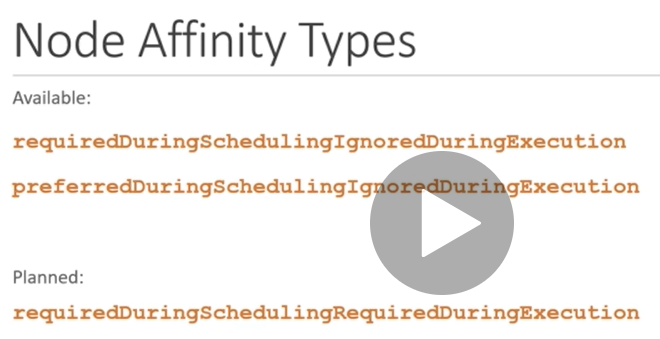 Node Affinity Types
Available:
requiredDuringSchedulingIgnoredDuringExecution
preferredDuringSchedulingIgnoredDuringExecution
Planned:
requiredDuringSchedulingRequiredDuringExecution